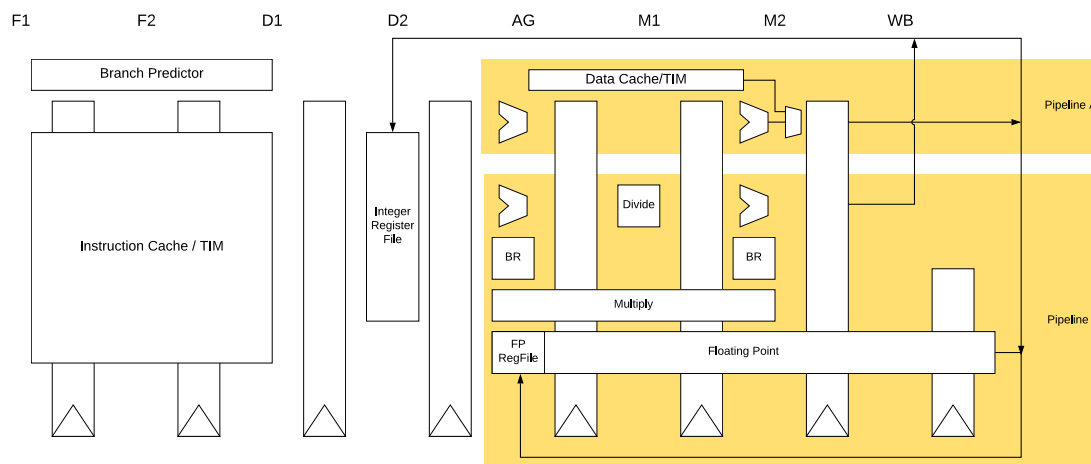 F1 F2 D1 D2 AG M1 M2 WB
Branch Predictor
Data Cache/TIM
Pipeline A
Integer
Register
File
Divide
Instruction Cache / TIM
BR
BR
Multiply
Pipeline
FP
RegFile
Floating Point